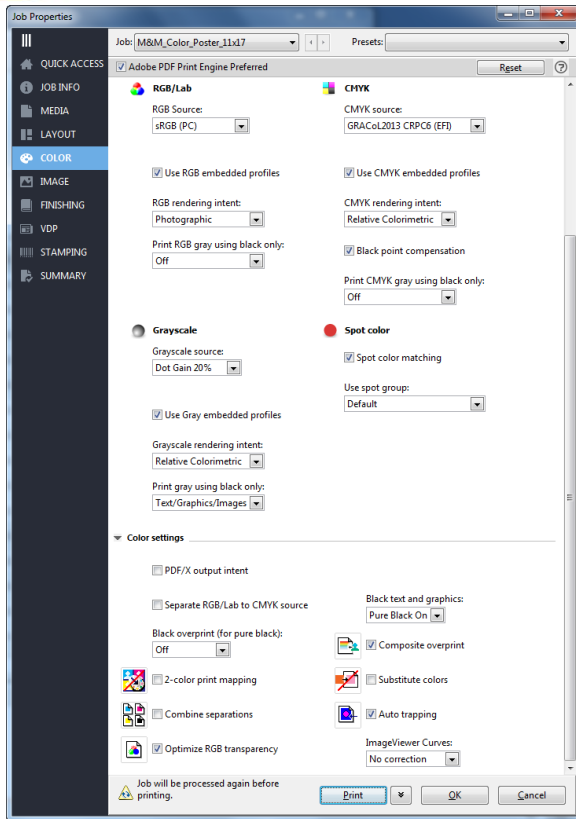 Job Properties
Job: M&M_Color_Poster_11x17 Presets:
QUICK ACCESS
JOB INFO
MEDIA
LAYOUT
COLOR
IMAGE
FINISHING
VDP
STAMPING
SUMMARY
Adobe PDF Print Engine Preferred Reset ?
RGB/Lab CMYK
RGB Source: CMYK source:
sRGB (PC) GRACoL2013 CRPC6 (EFI)
Use RGB embedded profiles Use CMYK embedded profiles
RGB rendering intent: CMYK rendering intent:
Photographic Relative Colorimetric
Print RGB gray using black only: Black point compensation
Off
Print CMYK gray using black only:
Off
Grayscale Spot color
Grayscale source: Spot color matching
Dot Gain 20%
Use spot group:
Default
Use Gray embedded profiles
Grayscale rendering intent:
Relative Colorimetric
Print gray using black only:
Text/Graphics/Images
Color settings
PDF/X output intent
Separate RGB/Lab to CMYK source Black text and graphics:
Pure Black On
Black overprint (for pure black):
Off Composite overprint
2-color print mapping Substitute colors
Combine separations Auto trapping
Optimize RGB transparency ImageViewer Curves:
No correction
Job will be processed again before
printing.
Print OK Cancel